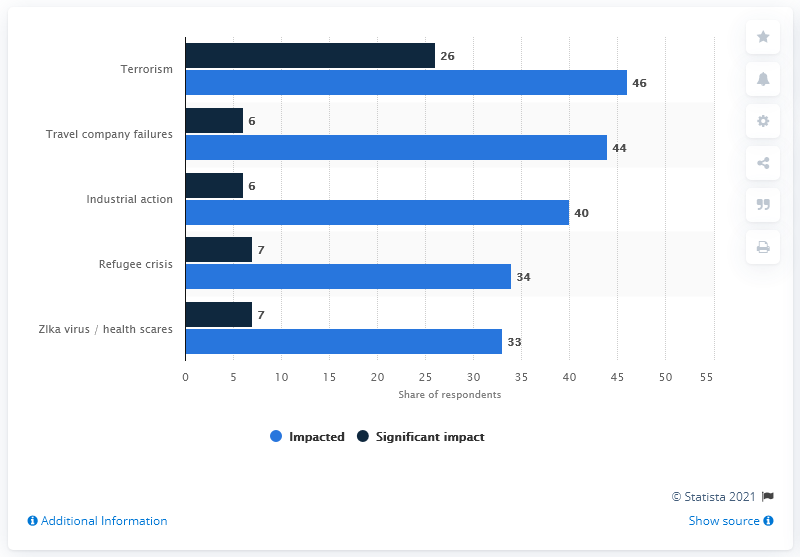 Terrorism
26
46
Travel company failures
6
44
Industrial action
6
40
Refugee crisis
7
34
ZIka virus / health scares
7
33
0 5 10 15 20 25 30 35 40 45 50 55
Share of respondents
Impacted Significant impact
© Statista 2021
Additional Information
Show source